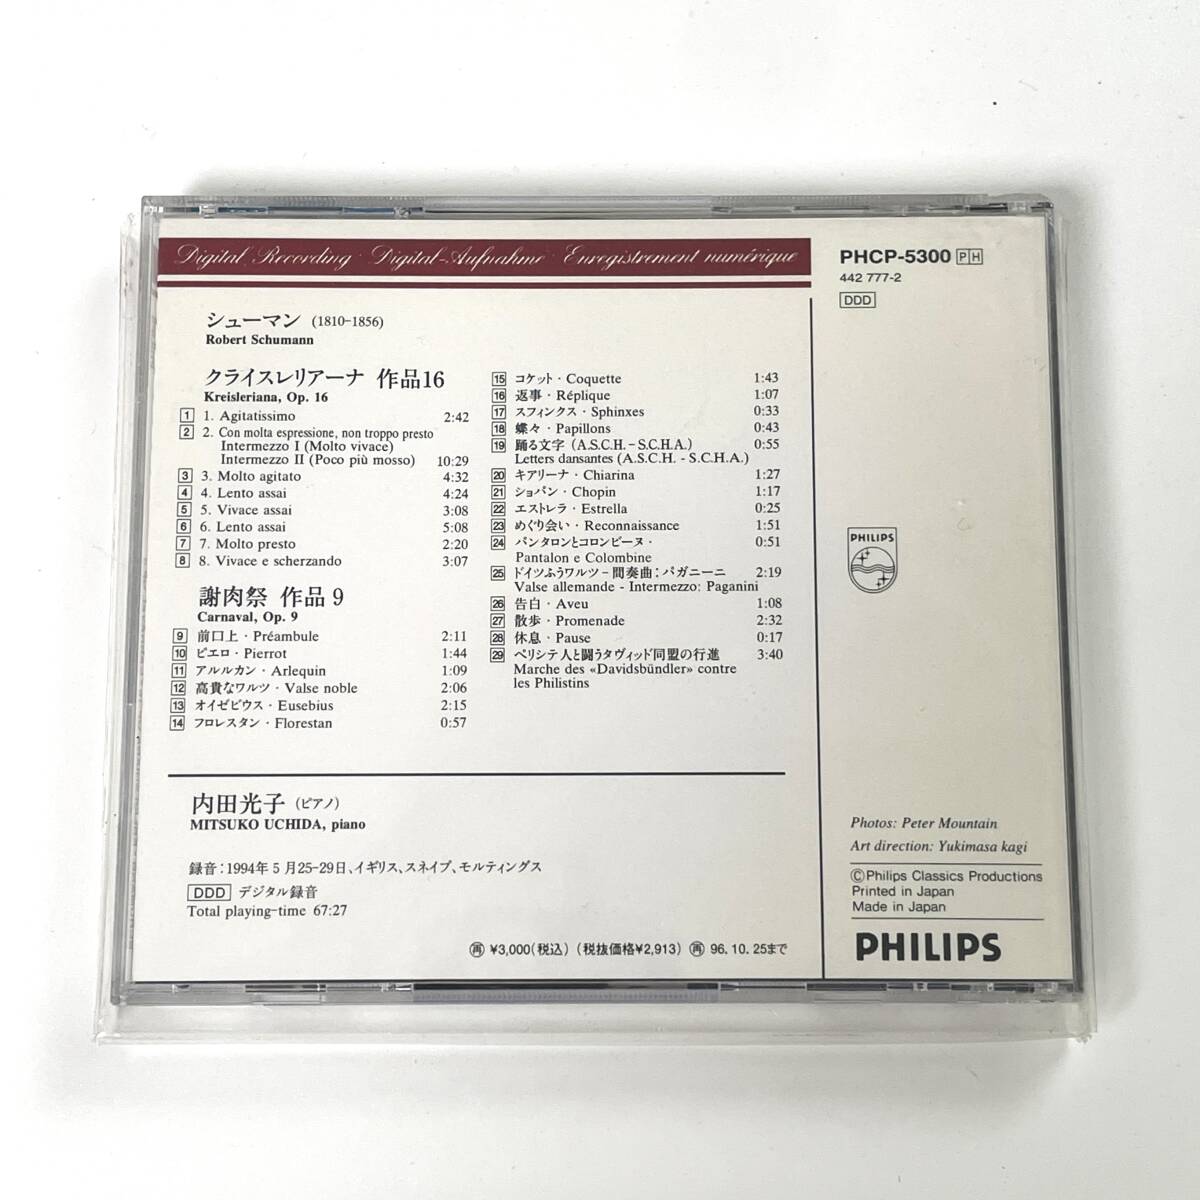 Digital Recording Digital-Aufnahme Enregistrement numérique
シューマン (1810-1856)
Robert Schumann
クライスレリアーナ 作品16
Kreisleriana, Op. 16
1 1. Agitatissimo 2:42
2 2. Con molta espressione, non troppo presto
Intermezzo I (Molto vivace)
Intermezzo II (Poco più mosso) 10:29
3 3. Molto agitato 4:32
4 4. Lento assai 4:24
5 5. Vivace assai 3:08
6 6. Lento assai 5:08
7 7. Molto presto 2:20
8 8. Vivace e scherzando 3:07
謝肉祭 作品9
Carnaval, Op. 9
9 前口上・Préambule 2:11
10 ピエロ・Pierrot 1:44
11 アルルカン・Arlequin 1:09
12 高貴なワルツ・Valse noble 2:06
13 オイゼビウス・Eusebius 2:15
14 フロレスタン・Florestan 0:57
15 コケット・Coquette 1:43
16 返事・Réplique 1:07
17 スフィンクス・Sphinxes 0:33
18 蝶々・Papillons 0:43
19 踊る文字 (A.S.C.H.-S.C.H.A.) 0:55
Letters dansantes (A.S.C.H. - S.C.H.A.)
20 キアリーナ・Chiarina 1:27
21 ショパン・Chopin 1:17
22 エストレラ・Estrella 0:25
23 めぐり会い・Reconnaissance 1:51
24 パンタロンとコロンビーヌ・ 0:51
Pantalon e Colombine
25 ドイツふうワルツ-間奏曲：パガニーニ 2:19
Valse allemande - Intermezzo: Paganini
26 告白・Aveu 1:08
27 散歩・Promenade 2:32
28 休息・Pause 0:17
29 ペリシテ人と闘うダヴィッド同盟の行進 3:40
Marche des «Davidsbündler» contre
les Philistins
内田光子 (ピアノ)
MITSUKO UCHIDA, piano
録音：1994年5月25-29日、イギリス、スネイプ、モルティングス
DDD デジタル録音
Total playing-time 67:27
再 ¥3,000(税込) (税抜価格¥2,913) 再 96.10.25まで
PHCP-5300 PH
442 777-2
DDD
PHILIPS
Photos: Peter Mountain
Art direction: Yukimasa kagi
©Philips Classics Productions
Printed in Japan
Made in Japan
PHILIPS